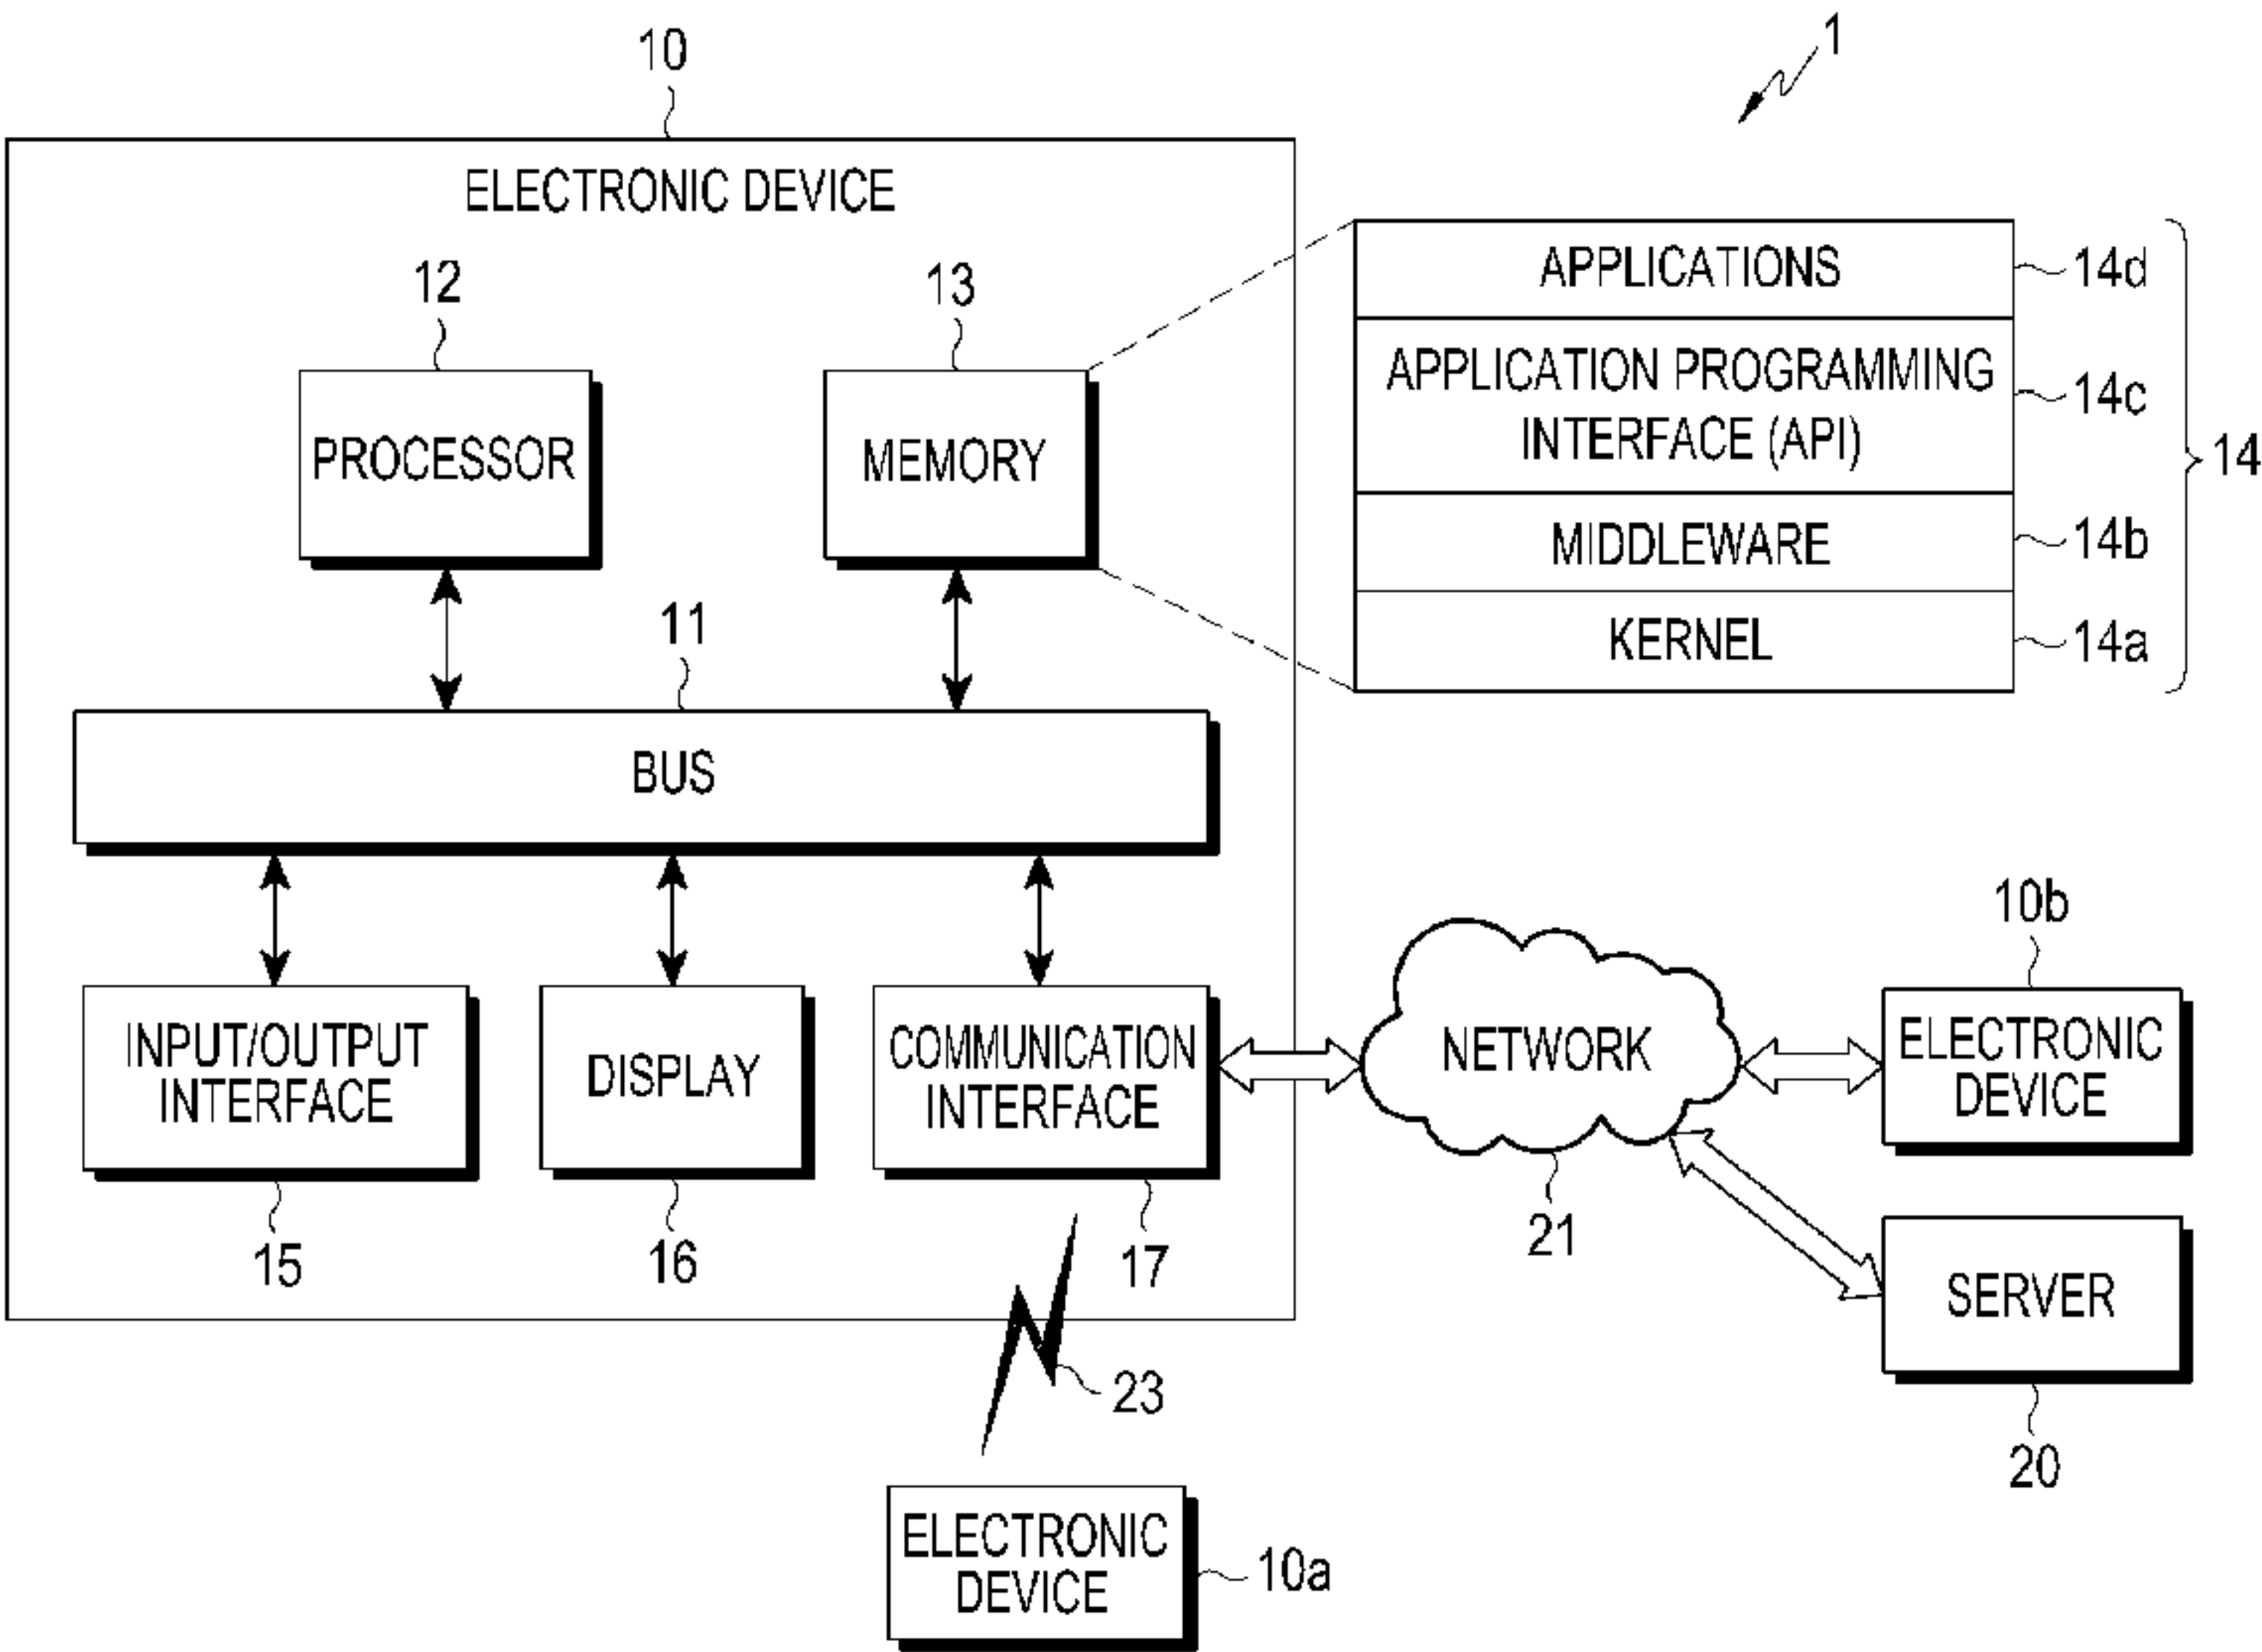 1
10
ELECTRONIC DEVICE
12
13
PROCESSOR
MEMORY
APPLICATIONS
14d
APPLICATION PROGRAMMING
INTERFACE (API)
14c
MIDDLEWARE
14b
KERNEL
14a
14
11
BUS
INPUT/OUTPUT
INTERFACE
15
DISPLAY
16
COMMUNICATION
INTERFACE
17
NETWORK
21
10b
ELECTRONIC
DEVICE
SERVER
20
23
ELECTRONIC
DEVICE
10a